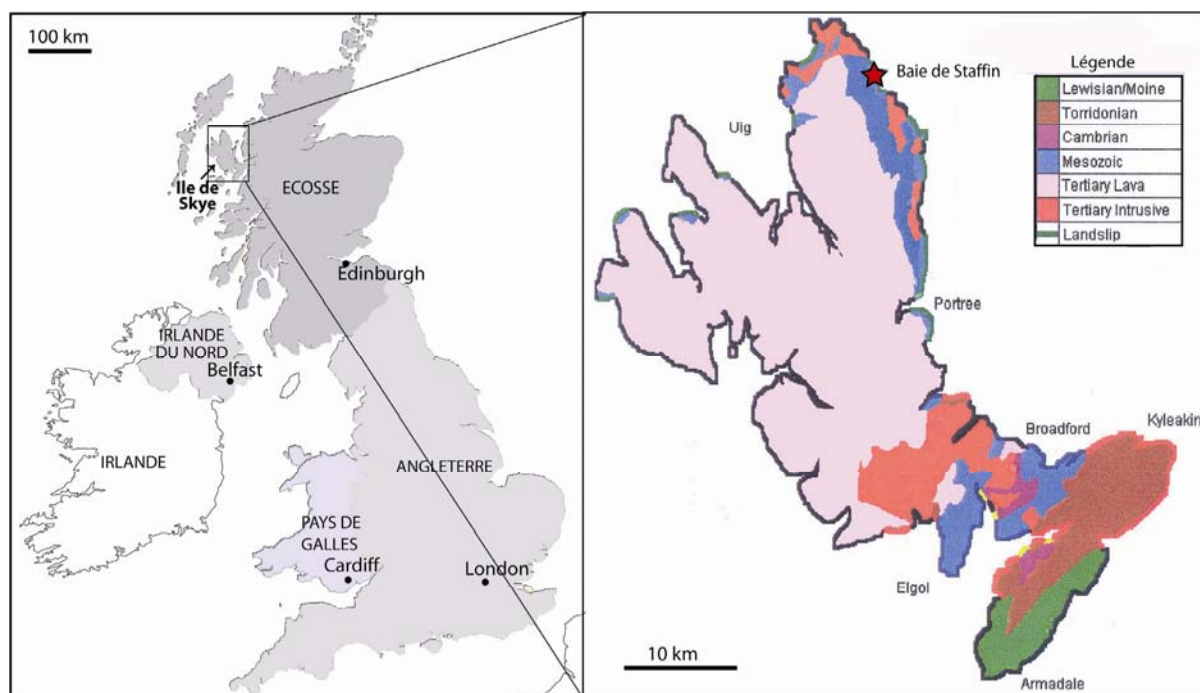 100 km
Ile de
Skye
ECOSSE
Edinburgh
IRLANDE
DU NORD
Belfast
IRLANDE
ANGLETERRE
PAYS DE
GALLES
Cardiff
London
Baie de Staffin
Légende
Lewisian/Moine
Torridonian
Cambrian
Mesozoic
Tertiary Lava
Tertiary Intrusive
Landslip
Uig
Portree
Broadford
Kyleakin
Elgol
Armadale
10 km